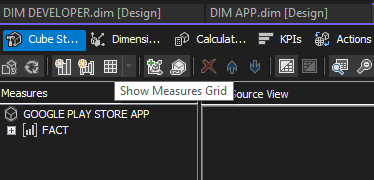 DIM DEVELOPER.dim [Design] DIM APP.dim [Design]
Cube St... Dimensi... Calculat... KPIs Actions
Show Measures Grid
Measures Source View
GOOGLE PLAY STORE APP
FACT